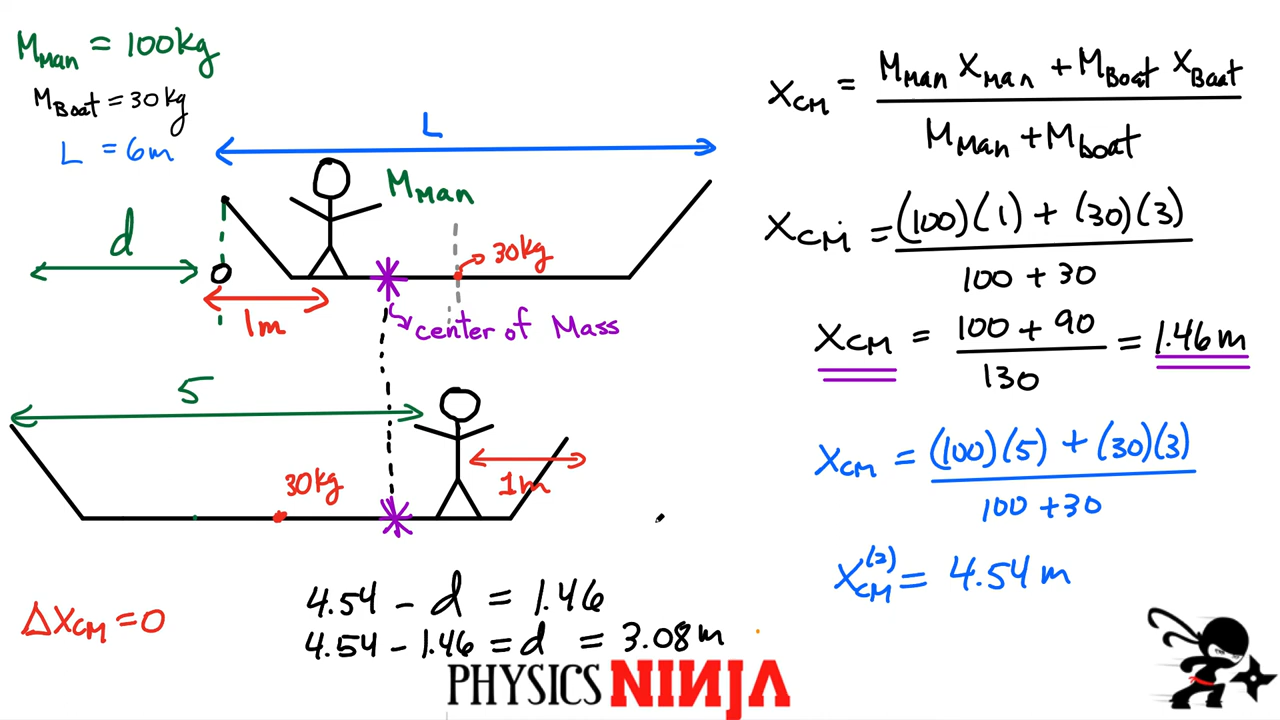 M_Man = 100kg
M_Boat = 30kg
L = 6m
L
M_Man
d
30kg
O
1m
center of Mass
5
30kg
1m
ΔX_CM = 0
4.54 - d = 1.46
4.54 - 1.46 = d = 3.08m
X_CM = (M_Man X_Man + M_Boat X_Boat) / (M_Man + M_boat)
X_CM = ((100)(1) + (30)(3)) / (100 + 30)
X_CM = (100 + 90) / 130 = 1.46m
X_CM = ((100)(5) + (30)(3)) / (100 + 30)
X_CM^(2) = 4.54m
PHYSICS NINJA